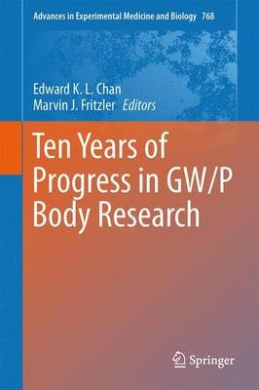 Advances in Experimental Medicine and Biology 768
Edward K. L. Chan
Marvin J. Fritzler Editors
Ten Years of
Progress in GW/P
Body Research
Springer